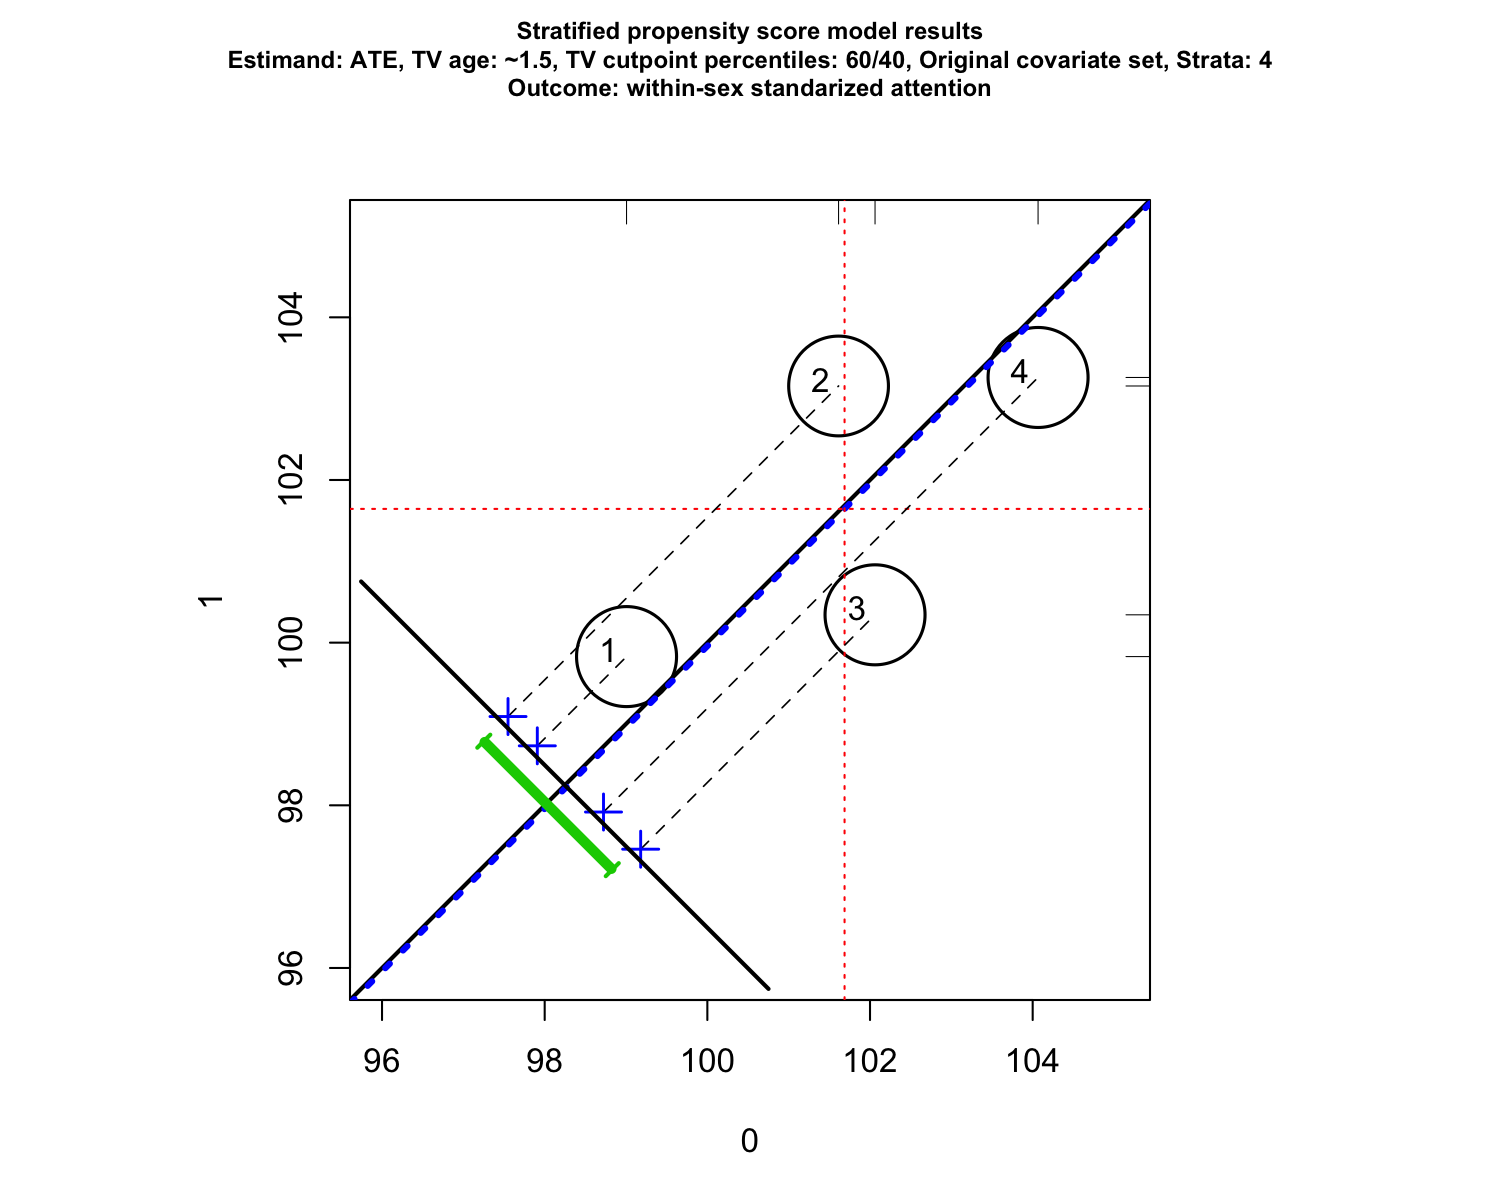 Stratified propensity score model results
Estimand: ATE, TV age: ~1.5, TV cutpoint percentiles: 60/40, Original covariate set, Strata: 4
Outcome: within-sex standarized attention
104
102
100
98
96
1
2
4
3
1
96 98 100 102 104
0